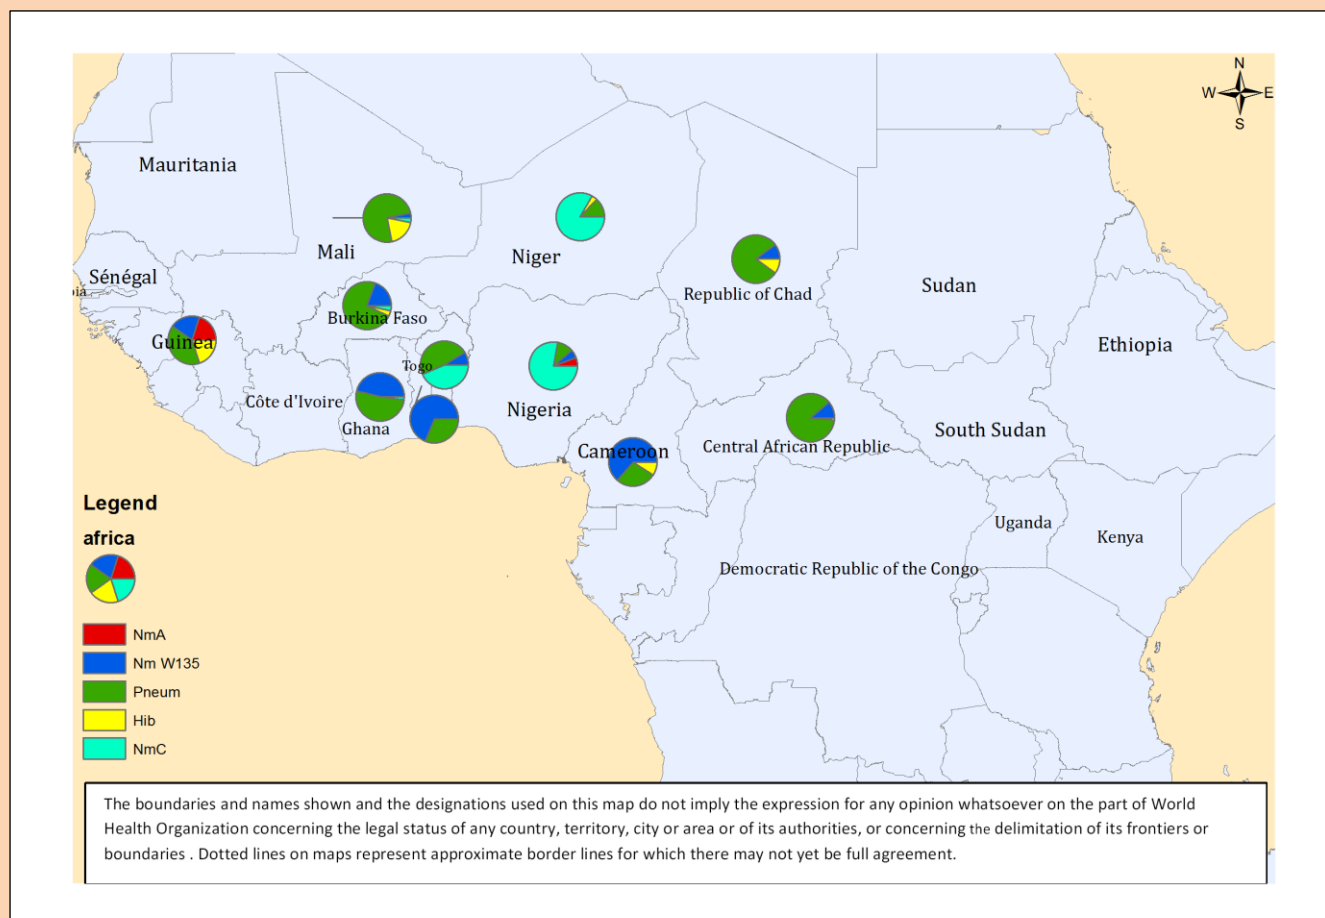 N
W E
S
Mauritania
Mali
Niger
Sénégal
Republic of Chad
Sudan
Burkina Faso
Guinea
Ethiopia
Togo
Côte d'Ivoire
Nigeria
Ghana
South Sudan
Cameroon
Central African Republic
Uganda
Kenya
Democratic Republic of the Congo
Legend
africa
NmA
Nm W135
Pneum
Hib
NmC
The boundaries and names shown and the designations used on this map do not imply the expression for any opinion whatsoever on the part of World
Health Organization concerning the legal status of any country, territory, city or area or of its authorities, or concerning the delimitation of its frontiers or
boundaries . Dotted lines on maps represent approximate border lines for which there may not yet be full agreement.